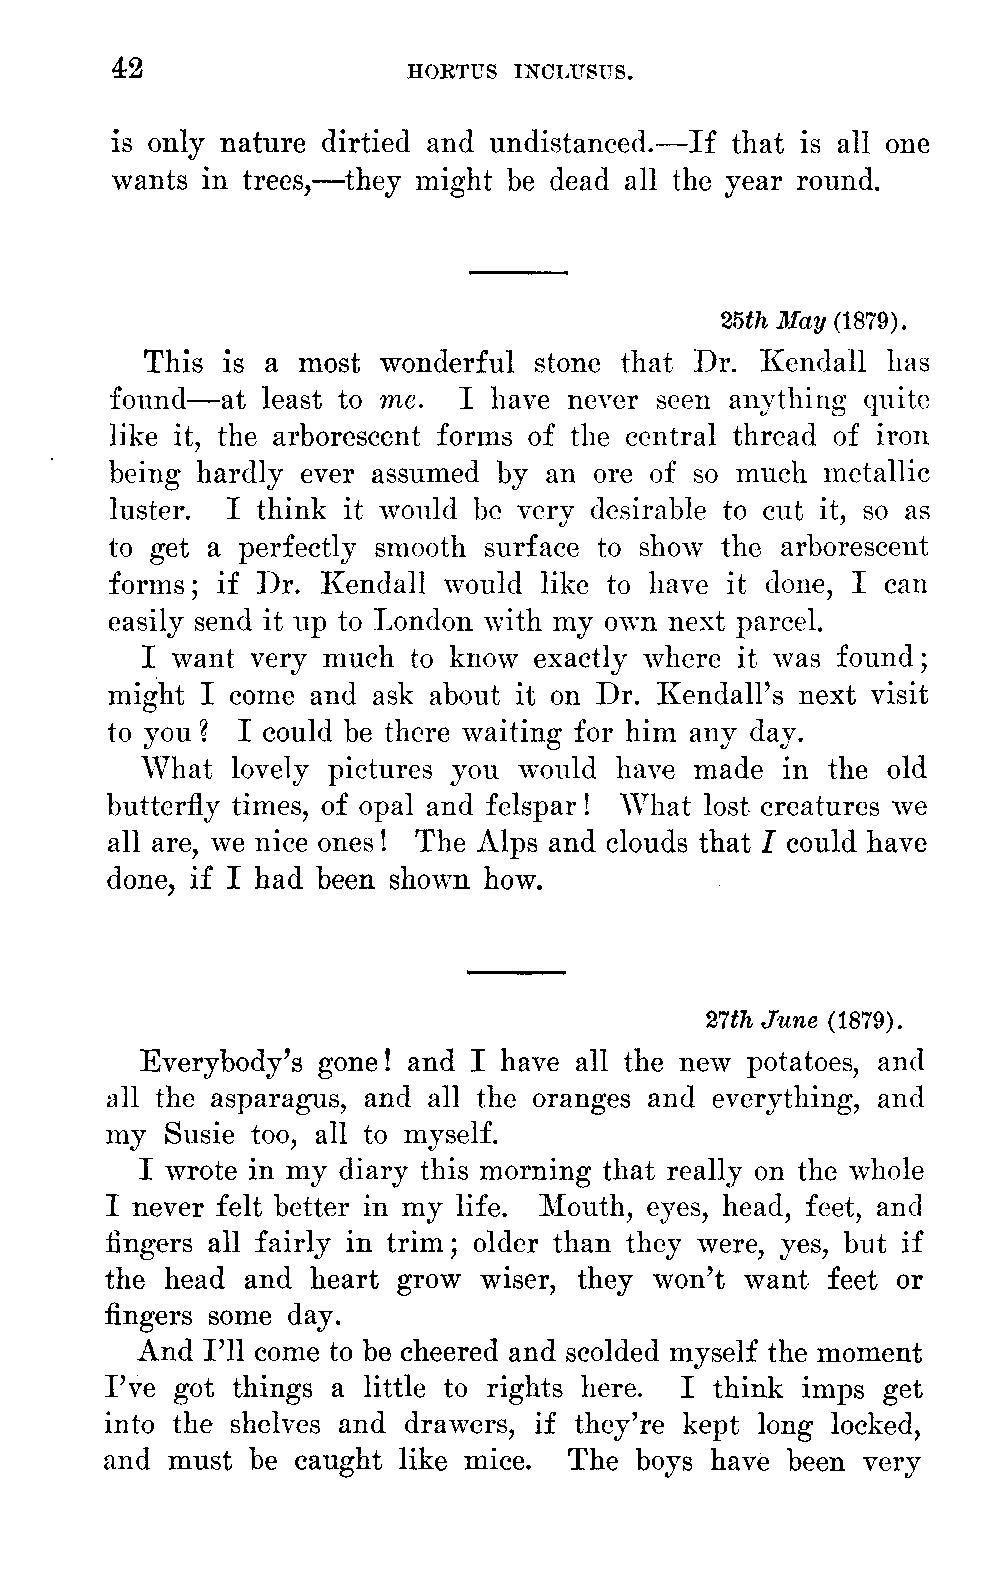 42 HORTUS INCLUSUS.
is only nature dirtied and undistanced.—If that is all one
wants in trees,—they might be dead all the year round.
25th May (1879).
This is a most wonderful stone that Dr. Kendall has
found—at least to me. I have never seen anything quite
like it, the arborescent forms of the central thread of iron
being hardly ever assumed by an ore of so much metallic
luster. I think it would be very desirable to cut it, so as
to get a perfectly smooth surface to show the arborescent
forms; if Dr. Kendall would like to have it done, I can
easily send it up to London with my own next parcel.
I want very much to know exactly where it was found;
might I come and ask about it on Dr. Kendall's next visit
to you? I could be there waiting for him any day.
What lovely pictures you would have made in the old
butterfly times, of opal and felspar! What lost creatures we
all are, we nice ones! The Alps and clouds that I could have
done, if I had been shown how.
27th June (1879).
Everybody's gone! and I have all the new potatoes, and
all the asparagus, and all the oranges and everything, and
my Susie too, all to myself.
I wrote in my diary this morning that really on the whole
I never felt better in my life. Mouth, eyes, head, feet, and
fingers all fairly in trim; older than they were, yes, but if
the head and heart grow wiser, they won't want feet or
fingers some day.
And I'll come to be cheered and scolded myself the moment
I've got things a little to rights here. I think imps get
into the shelves and drawers, if they're kept long locked,
and must be caught like mice. The boys have been very